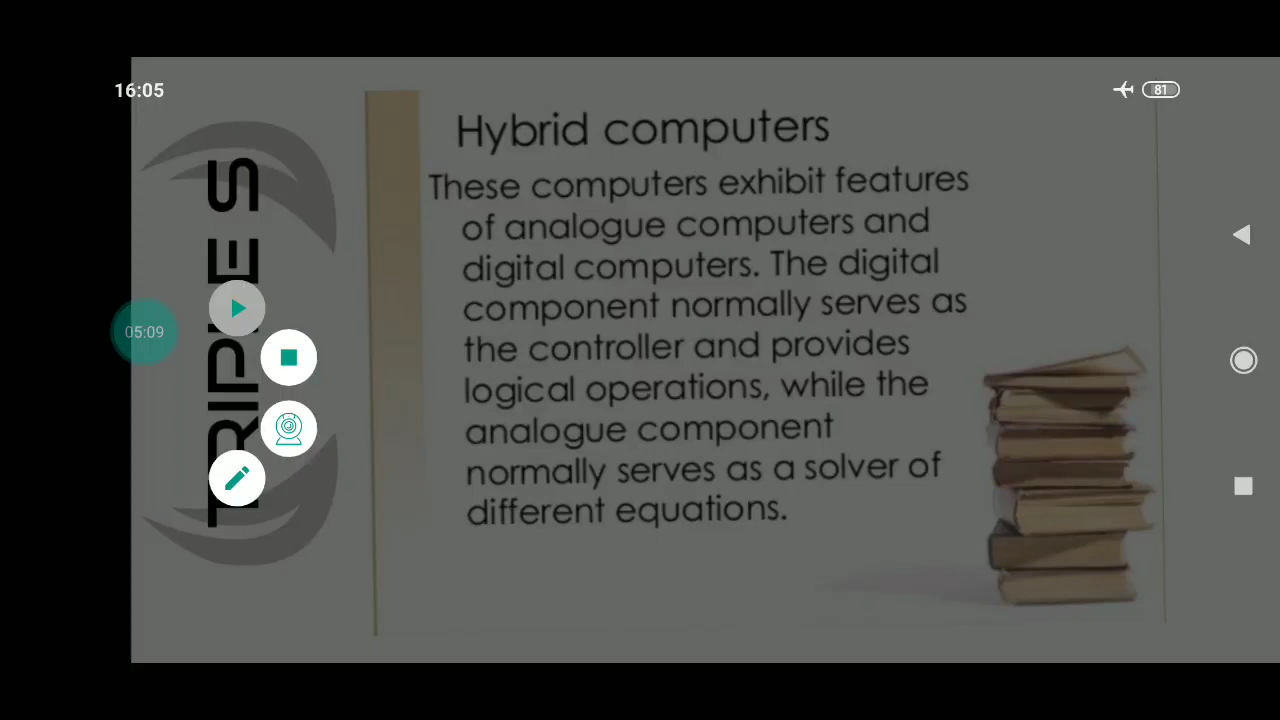 16:05
81
TRIPLE S
05:09
Hybrid computers
These computers exhibit features
of analogue computers and
digital computers. The digital
component normally serves as
the controller and provides
logical operations, while the
analogue component
normally serves as a solver of
different equations.